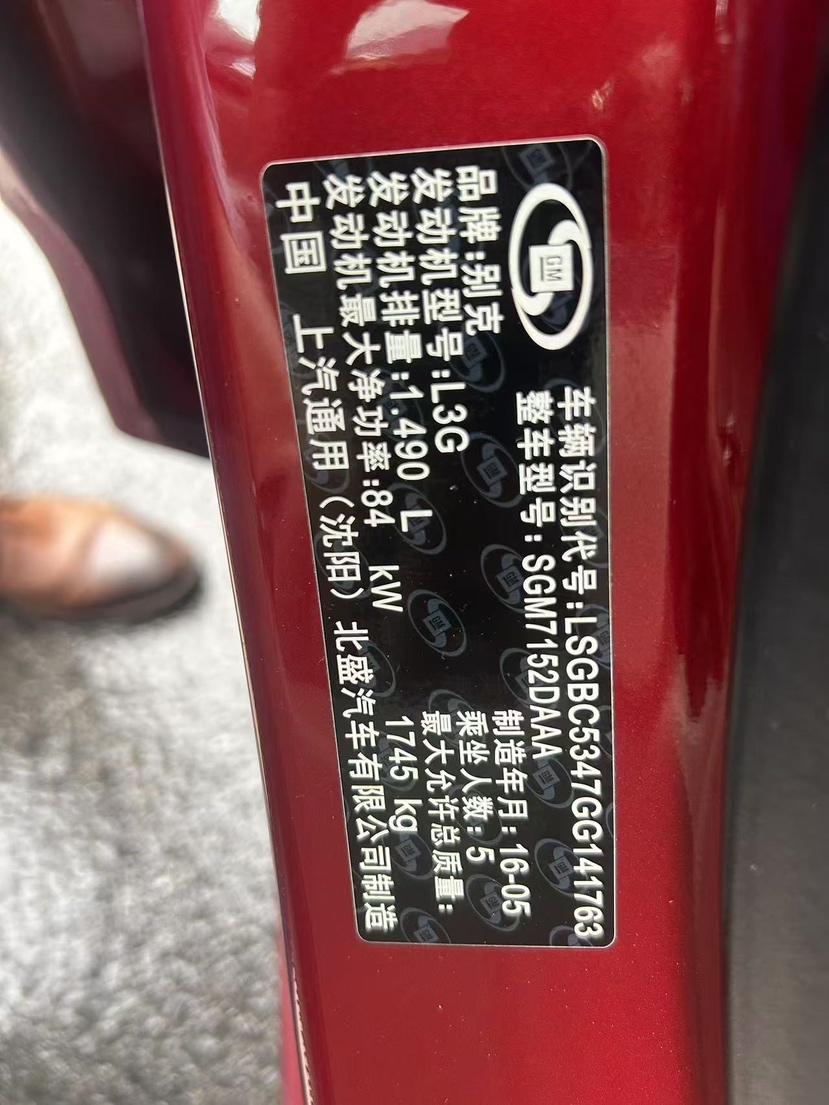 GM
车辆识别代号:LSGBC5347GG141763
整车型号:SGM7152DAAA
品牌:别克
制造年月:16-05
发动机型号:L3G
乘坐人数:5
发动机排量:1.490 L
最大允许总质量:
发动机最大净功率:84 kW
1745 kg
中国 上汽通用(沈阳)北盛汽车有限公司制造